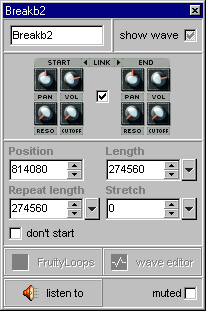 Breakb2
Breakb2 show wave
START LINK END
PAN VOL PAN VOL
RESO CUTOFF RESO CUTOFF
Position Length
814080 274560
Repeat length Stretch
274560 0
don't start
FruityLoops wave editor
listen to muted